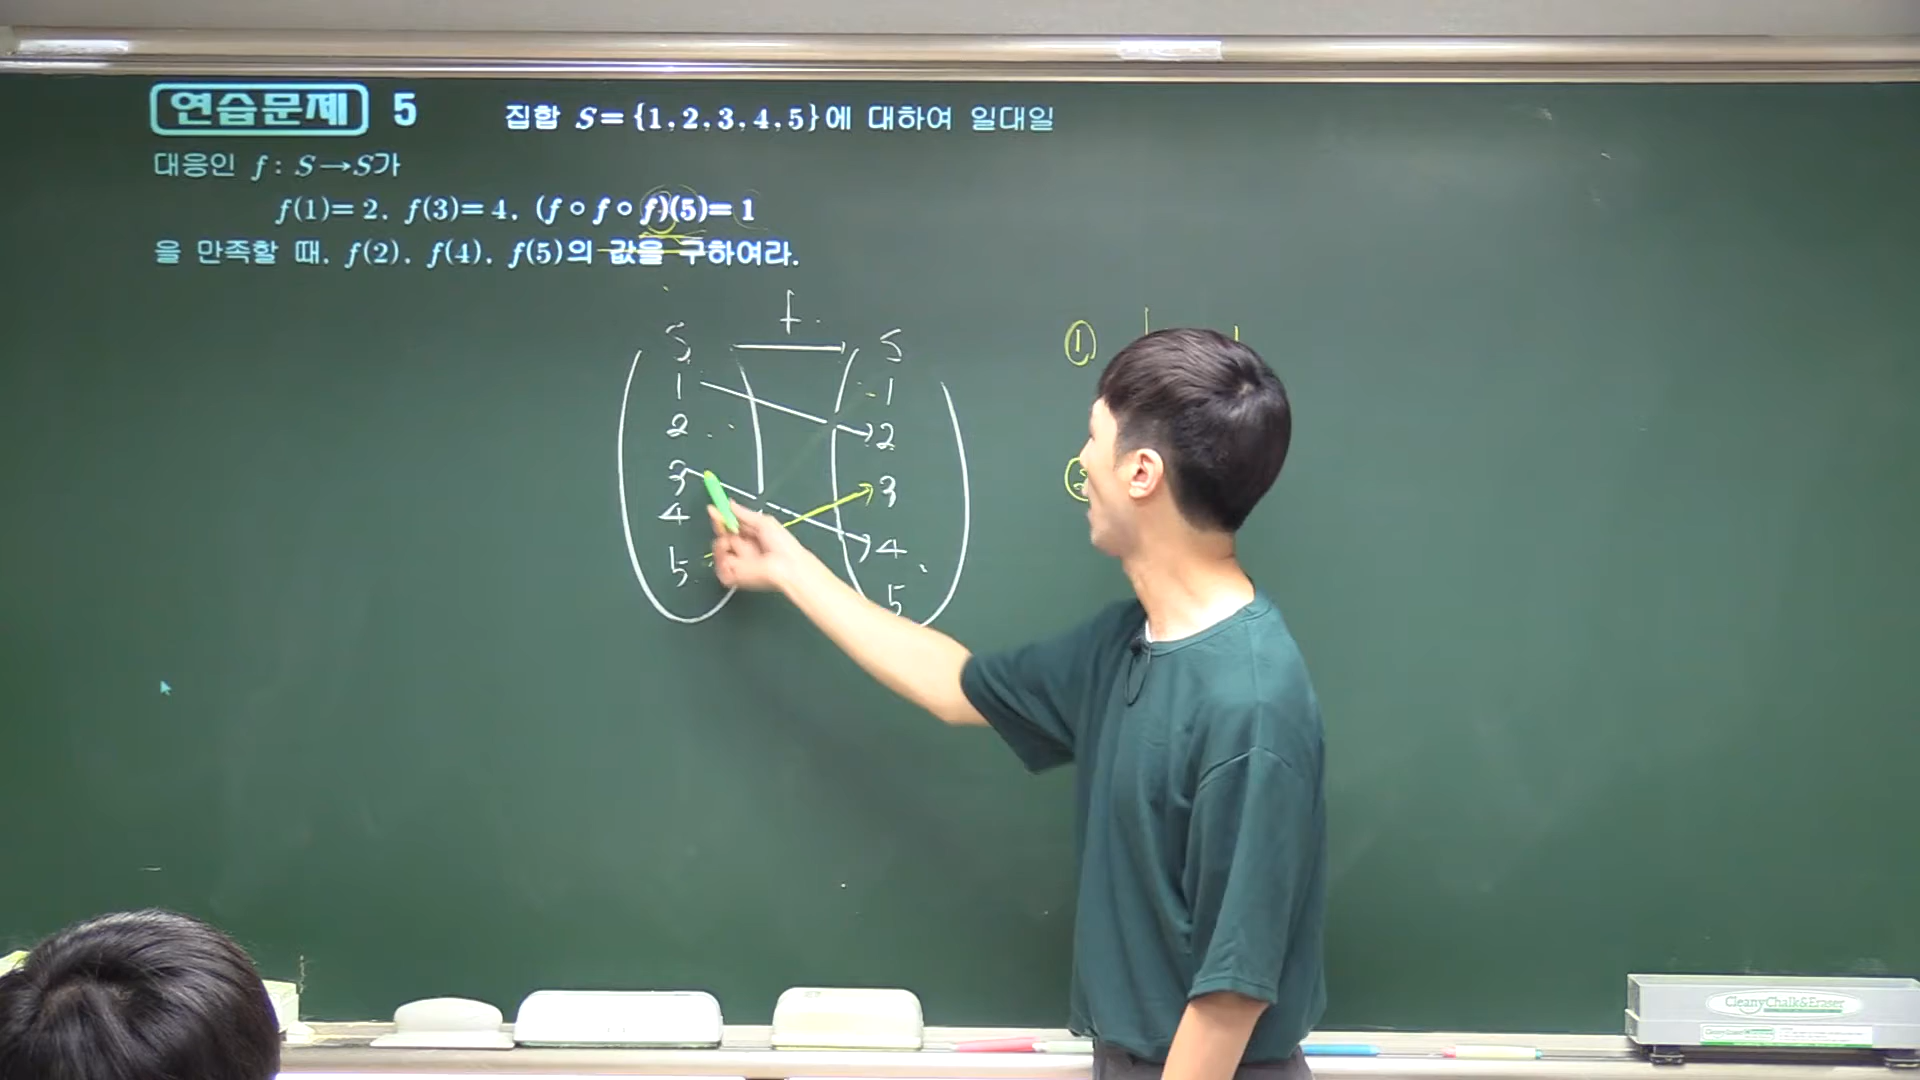 연습문제 5 집합 S={1, 2, 3, 4, 5}에 대하여 일대일
대응인 f : S→S가
f(1)=2, f(3)=4, (f∘f∘f)(5)=1
을 만족할 때, f(2), f(4), f(5)의 값을 구하여라.
f
S S
1 1
2 2
3 3
4 4
5 5
①
CleanyChalk&Eraser